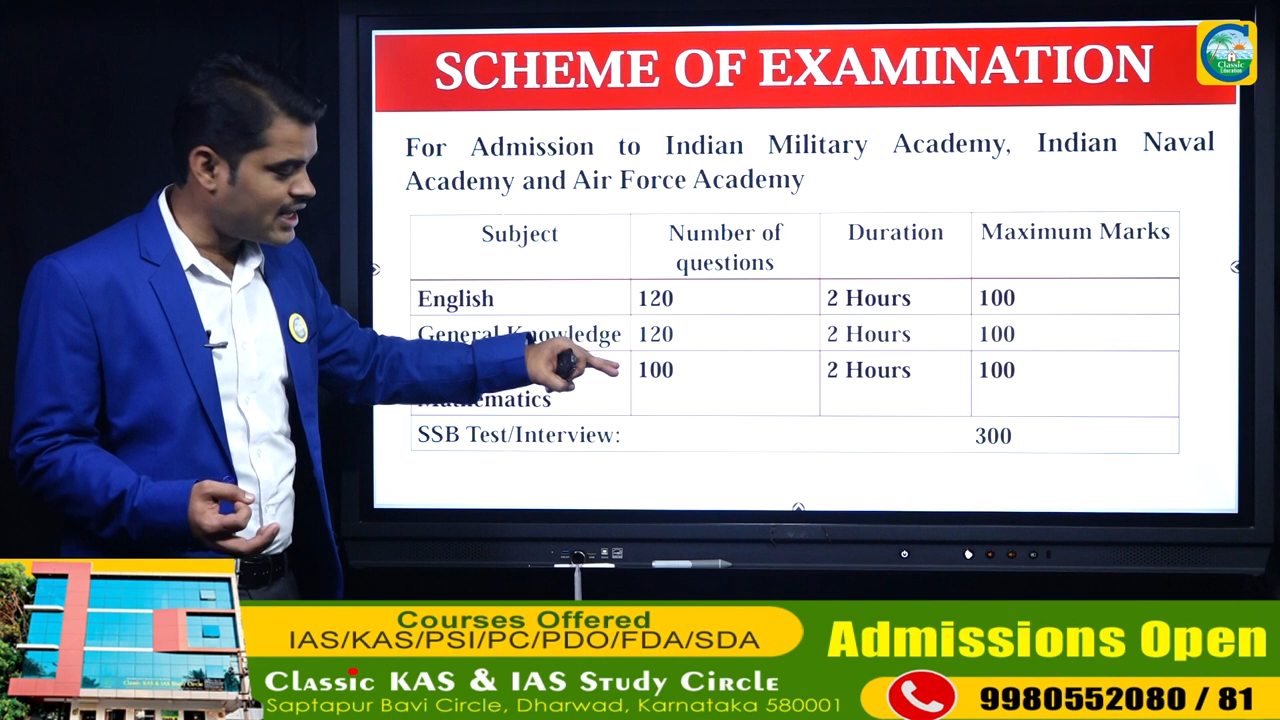 SCHEME OF EXAMINATION
Classic
Education
For Admission to Indian Military Academy, Indian Naval
Academy and Air Force Academy
Subject Number of questions Duration Maximum Marks
English 120 2 Hours 100
General Knowledge 120 2 Hours 100
100 2 Hours 100
Mathematics
SSB Test/Interview: 300
Courses Offered
IAS/KAS/PSI/PC/PDO/FDA/SDA
Classic KAS & IAS Study Circle
Saptapur Bavi Circle, Dharwad, Karnataka 580001
Admissions Open
9980552080 / 81